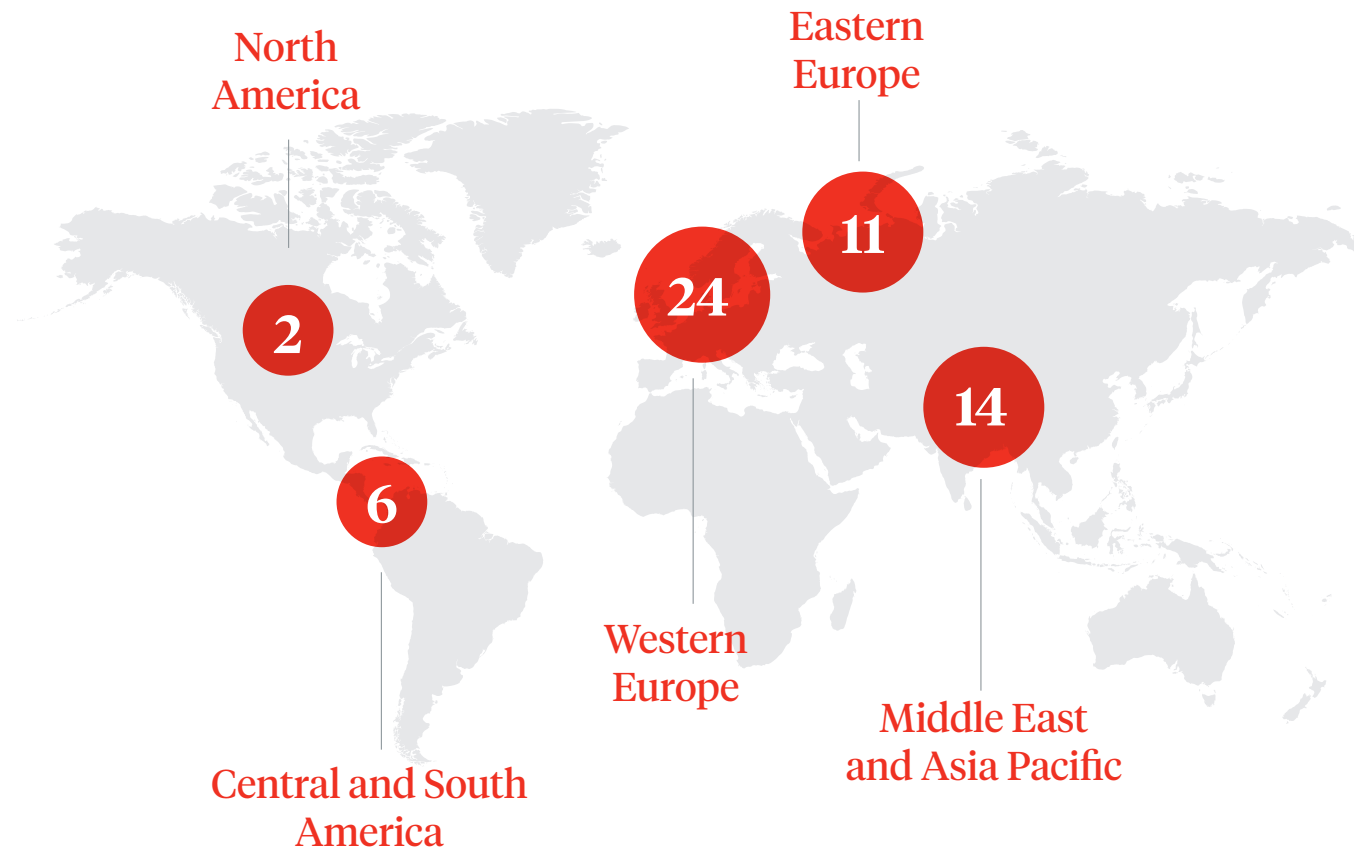 North
America
2
Eastern
Europe
11
24
14
6
Western
Europe
Middle East
and Asia Pacific
Central and South
America